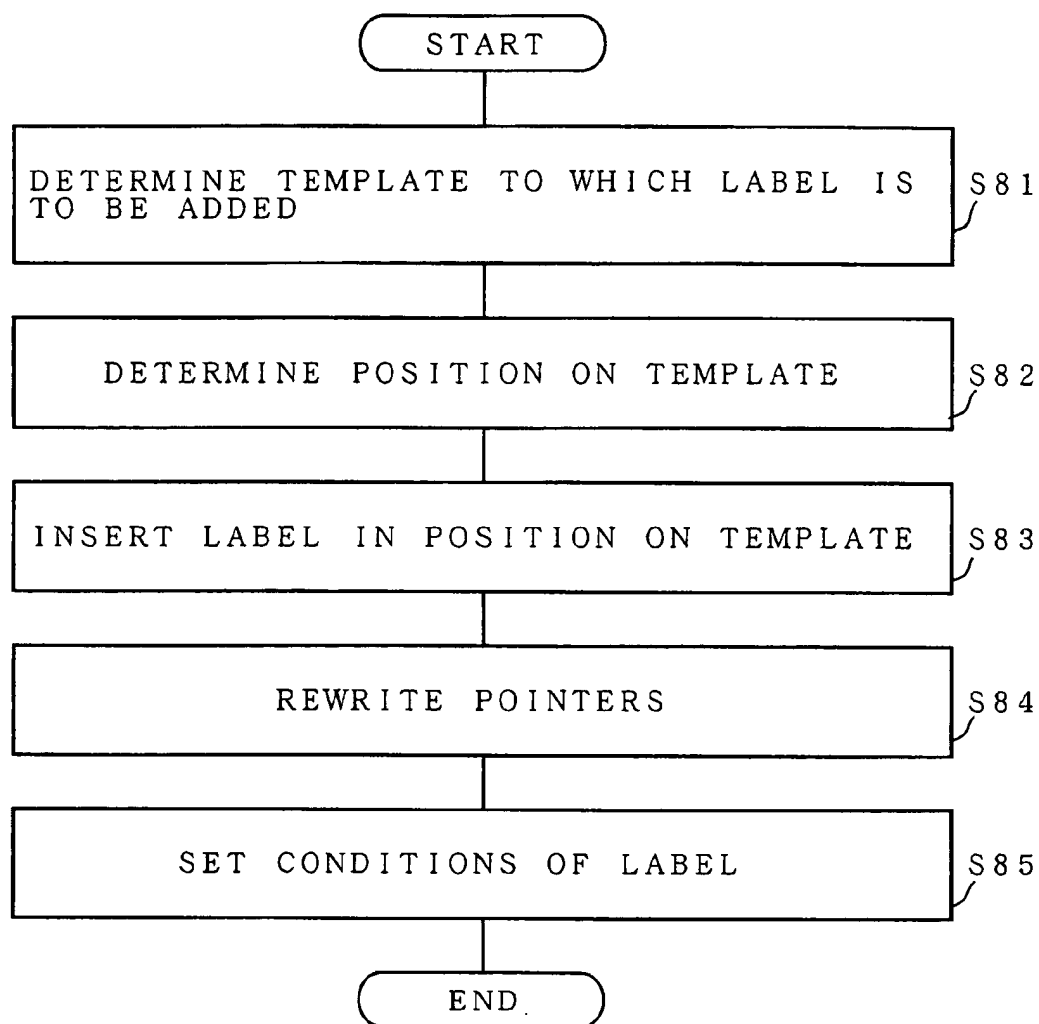 START
DETERMINE TEMPLATE TO WHICH LABEL IS
TO BE ADDED
S81
DETERMINE POSITION ON TEMPLATE
S82
INSERT LABEL IN POSITION ON TEMPLATE
S83
REWRITE POINTERS
S84
SET CONDITIONS OF LABEL
S85
END